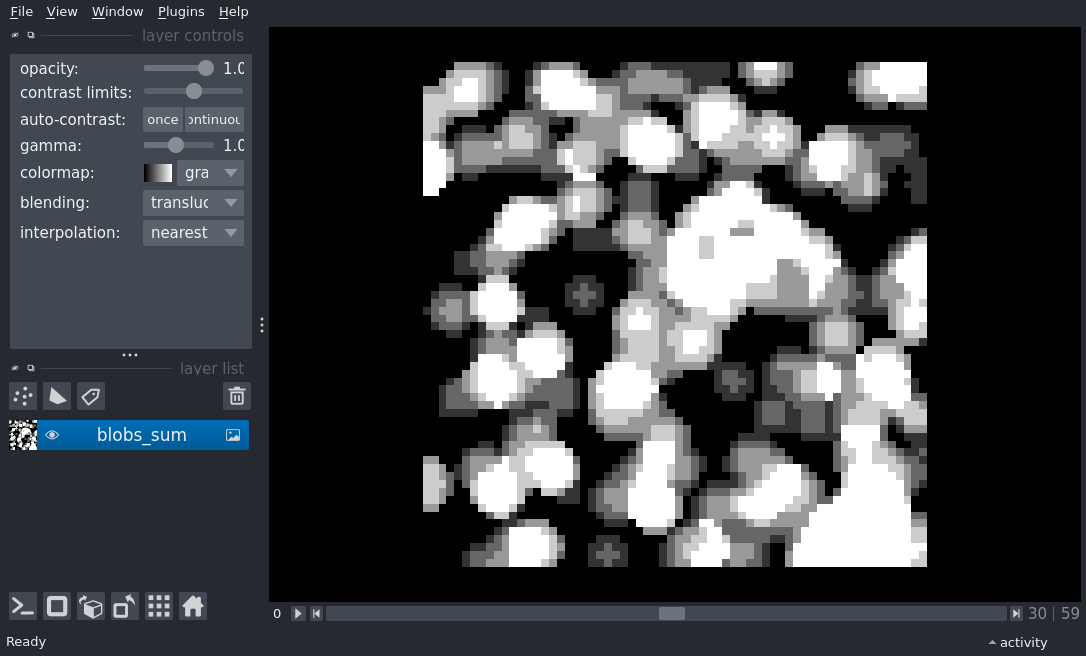 File View Window Plugins Help
layer controls
opacity: 1.0
contrast limits:
auto-contrast: once ontinuou
gamma: 1.0
colormap: gra
blending: transluc
interpolation: nearest
layer list
blobs_sum
0 30 | 59
Ready activity